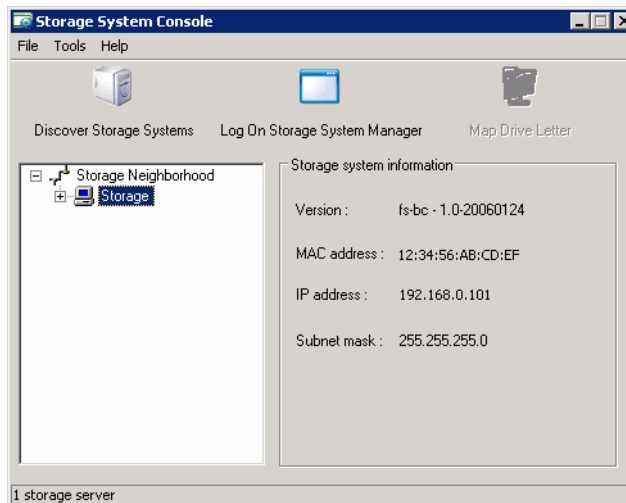 Storage System Console
File Tools Help
Discover Storage Systems Log On Storage System Manager Map Drive Letter
Storage Neighborhood
Storage
Storage system information
Version : fs-bc - 1.0-20060124
MAC address : 12:34:56:AB:CD:EF
IP address : 192.168.0.101
Subnet mask : 255.255.255.0
1 storage server